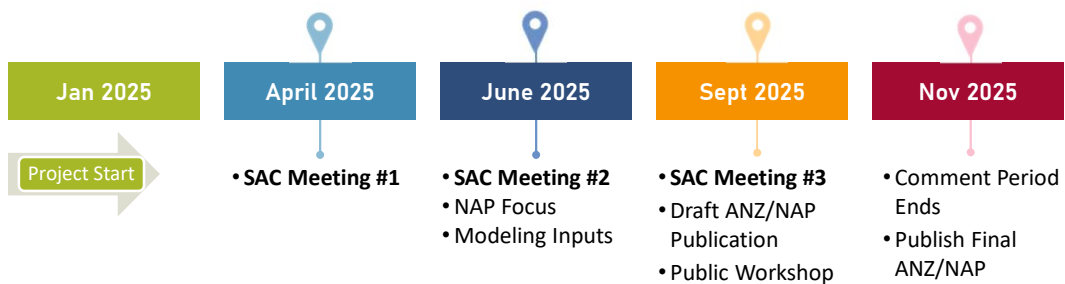 Jan 2025
Project Start
April 2025
• SAC Meeting #1
June 2025
• SAC Meeting #2
• NAP Focus
• Modeling Inputs
Sept 2025
• SAC Meeting #3
• Draft ANZ/NAP
Publication
• Public Workshop
Nov 2025
• Comment Period
Ends
• Publish Final
ANZ/NAP